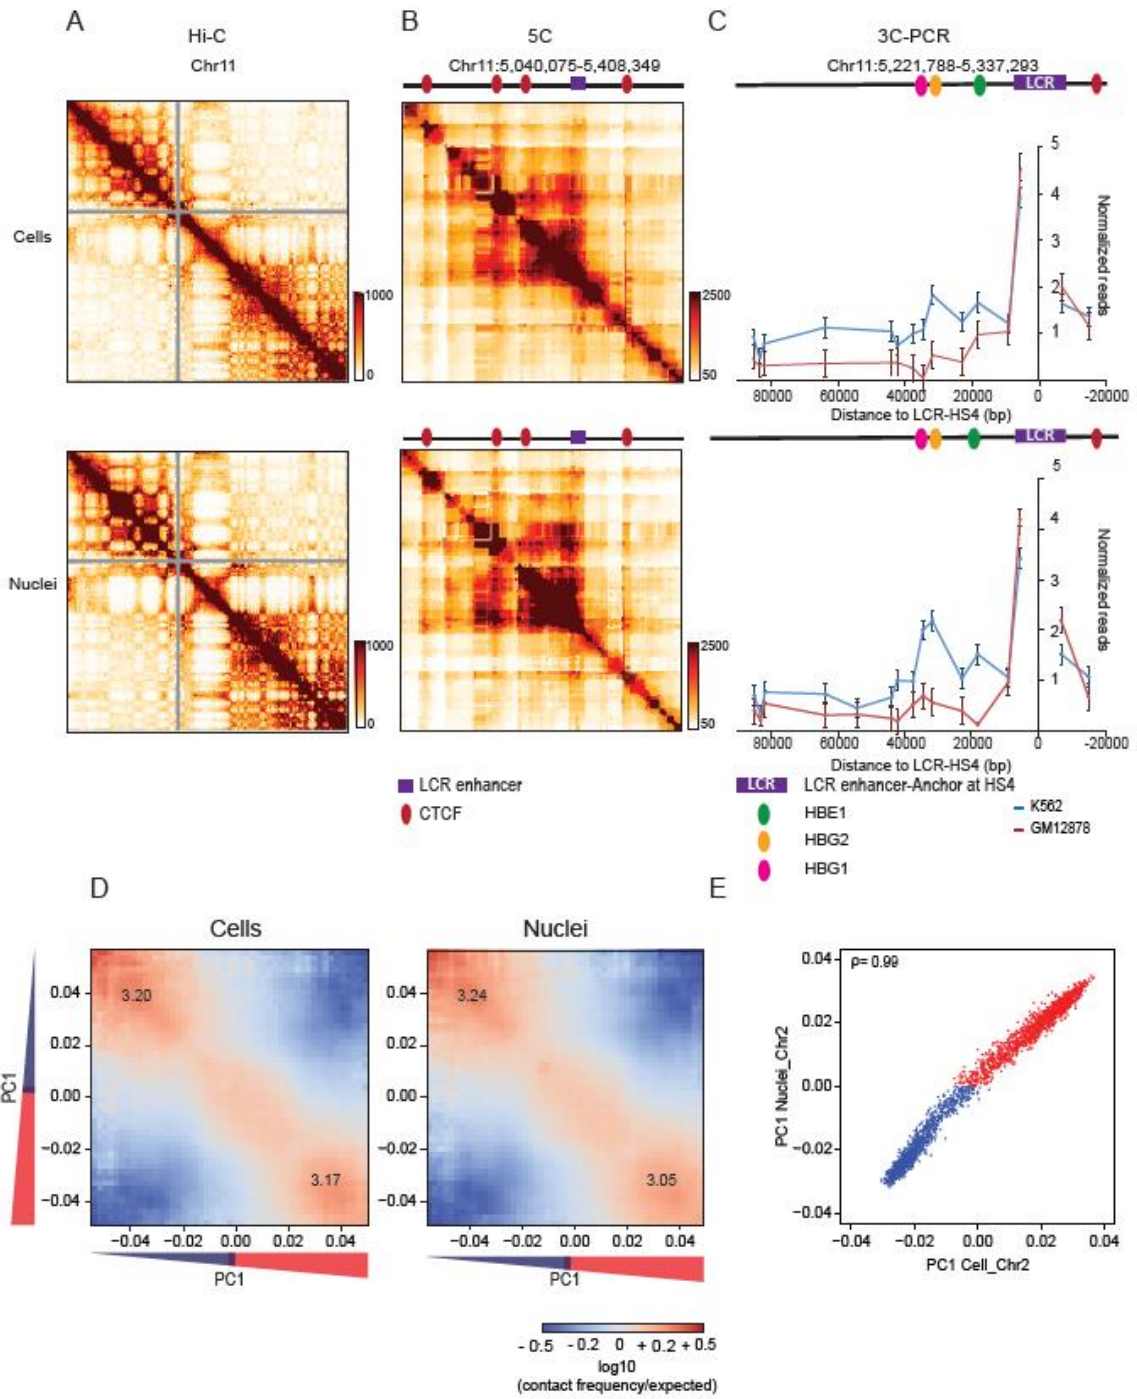 A
B
C
Hi-C
5C
3C-PCR
Chr11
Chr11:5,040,075-5,408,349
Chr11:5,221,788-5,337,293
LCR
Cells
1000
0
2500
50
5
4
3
2
1
Normalized reads
80000 60000 40000 20000 0 -20000
Distance to LCR-HS4 (bp)
LCR
Nuclei
1000
0
2500
50
5
4
3
2
1
Normalized reads
80000 60000 40000 20000 0 -20000
Distance to LCR-HS4 (bp)
LCR enhancer
CTCF
LCR LCR enhancer-Anchor at HS4
HBE1
HBG2
HBG1
K562
GM12878
D
E
Cells
Nuclei
PC1
0.04
0.02
0.00
−0.02
−0.04
3.20
3.17
−0.04 −0.02 0.00 0.02 0.04
PC1
0.04
0.02
0.00
−0.02
−0.04
3.24
3.05
−0.04 −0.02 0.00 0.02 0.04
PC1
- 0.5 - 0.2 0 + 0.2 + 0.5
log10
(contact frequency/expected)
ρ= 0.99
PC1 Nuclei_Chr2
0.04
0.02
0.00
−0.02
−0.04
−0.04 −0.02 0.00 0.02 0.04
PC1 Cell_Chr2